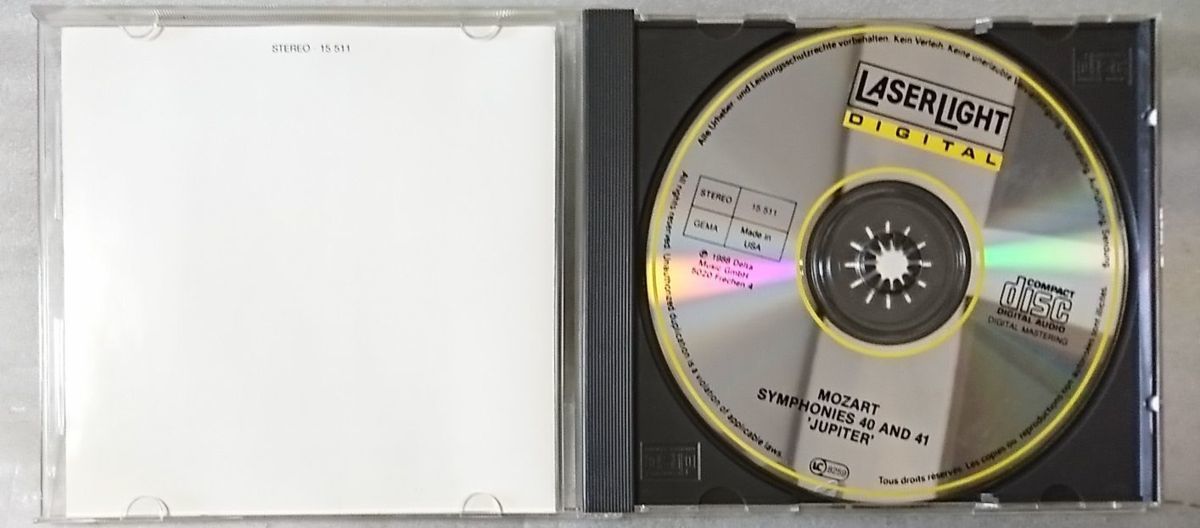 STEREO · 15 511
LASERLIGHT
DIGITAL
STEREO 15 511
GEMA Made in
USA
℗ 1988 Delta
Music GmbH
5020 Frechen 4
COMPACT
disc
DIGITAL AUDIO
DIGITAL MASTERING
MOZART
SYMPHONIES 40 AND 41
'JUPITER'
LC 8259
Alle Urheber- und Leistungsschutzrechte vorbehalten. Kein Verleih. Keine unerlaubte
All rights reserved. Unauthorized duplication is a violation of applicable laws.
Tous droits réservés. Les copies ou reproductions non autorisées sont illicites.